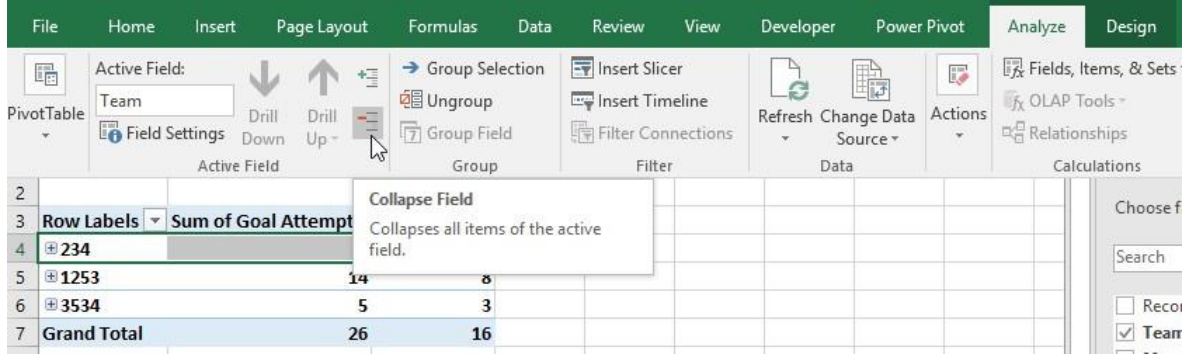 File Home Insert Page Layout Formulas Data Review View Developer Power Pivot Analyze Design
PivotTable
Active Field:
Team
Field Settings
Drill Down
Drill Up
Active Field
Group Selection
Ungroup
Group Field
Group
Insert Slicer
Insert Timeline
Filter Connections
Filter
Refresh
Change Data Source
Data
Actions
Fields, Items, & Sets
OLAP Tools
Relationships
Calculations
Collapse Field
Collapses all items of the active
field.
2
3 Row Labels Sum of Goal Attempt
4 234
5 1253 14 8
6 3534 5 3
7 Grand Total 26 16
Choose f
Search
Recor
Team